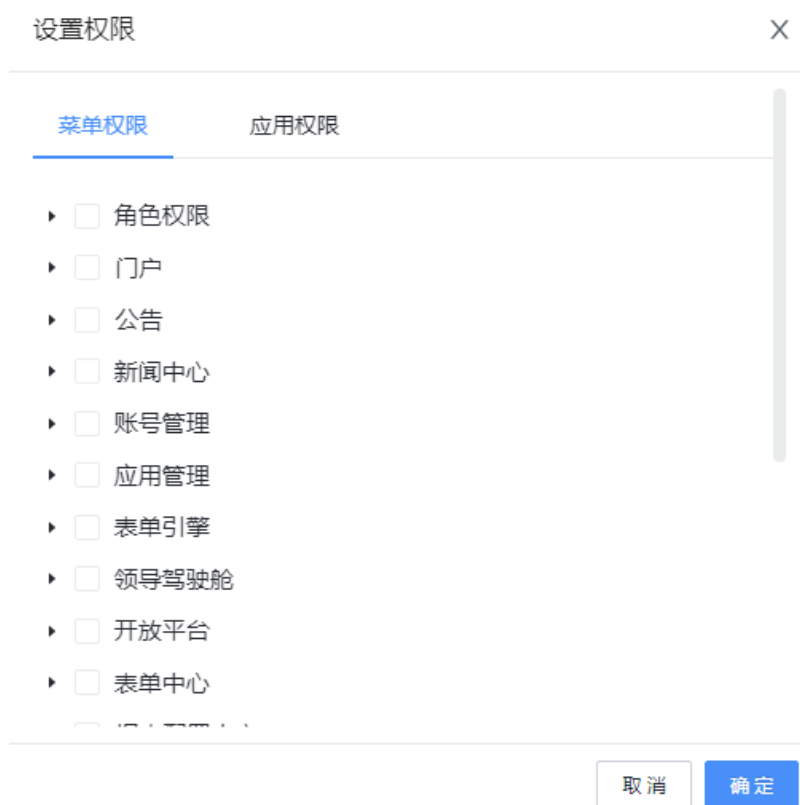 设置权限
菜单权限 应用权限
角色权限
门户
公告
新闻中心
账号管理
应用管理
表单引擎
领导驾驶舱
开放平台
表单中心
取消 确定